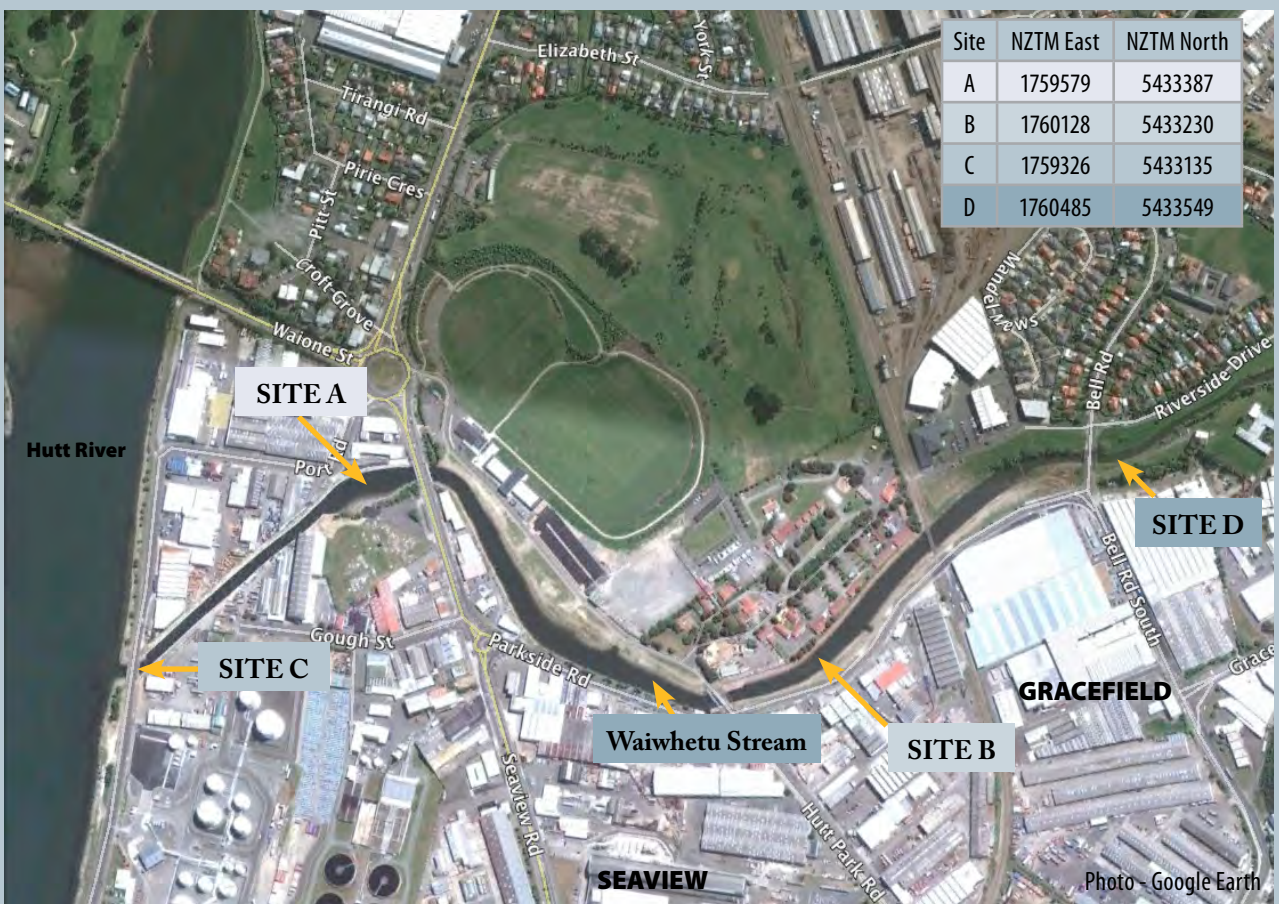 Site NZTM East NZTM North
A 1759579 5433387
B 1760128 5433230
C 1759326 5433135
D 1760485 5433549
Elizabeth St
York St
Tirangi Rd
Pirie Cres
Pitt St
Croft Grove
Waione St
Mandel Mews
Bell Rd
Riverside Drive
SITE A
Hutt River
Port Rd
SITE D
Bell Rd South
Gough St
Parkside Rd
SITE C
Grace
GRACEFIELD
Waiwhetu Stream
SITE B
Seaview Rd
Hutt Park Rd
SEAVIEW
Photo - Google Earth